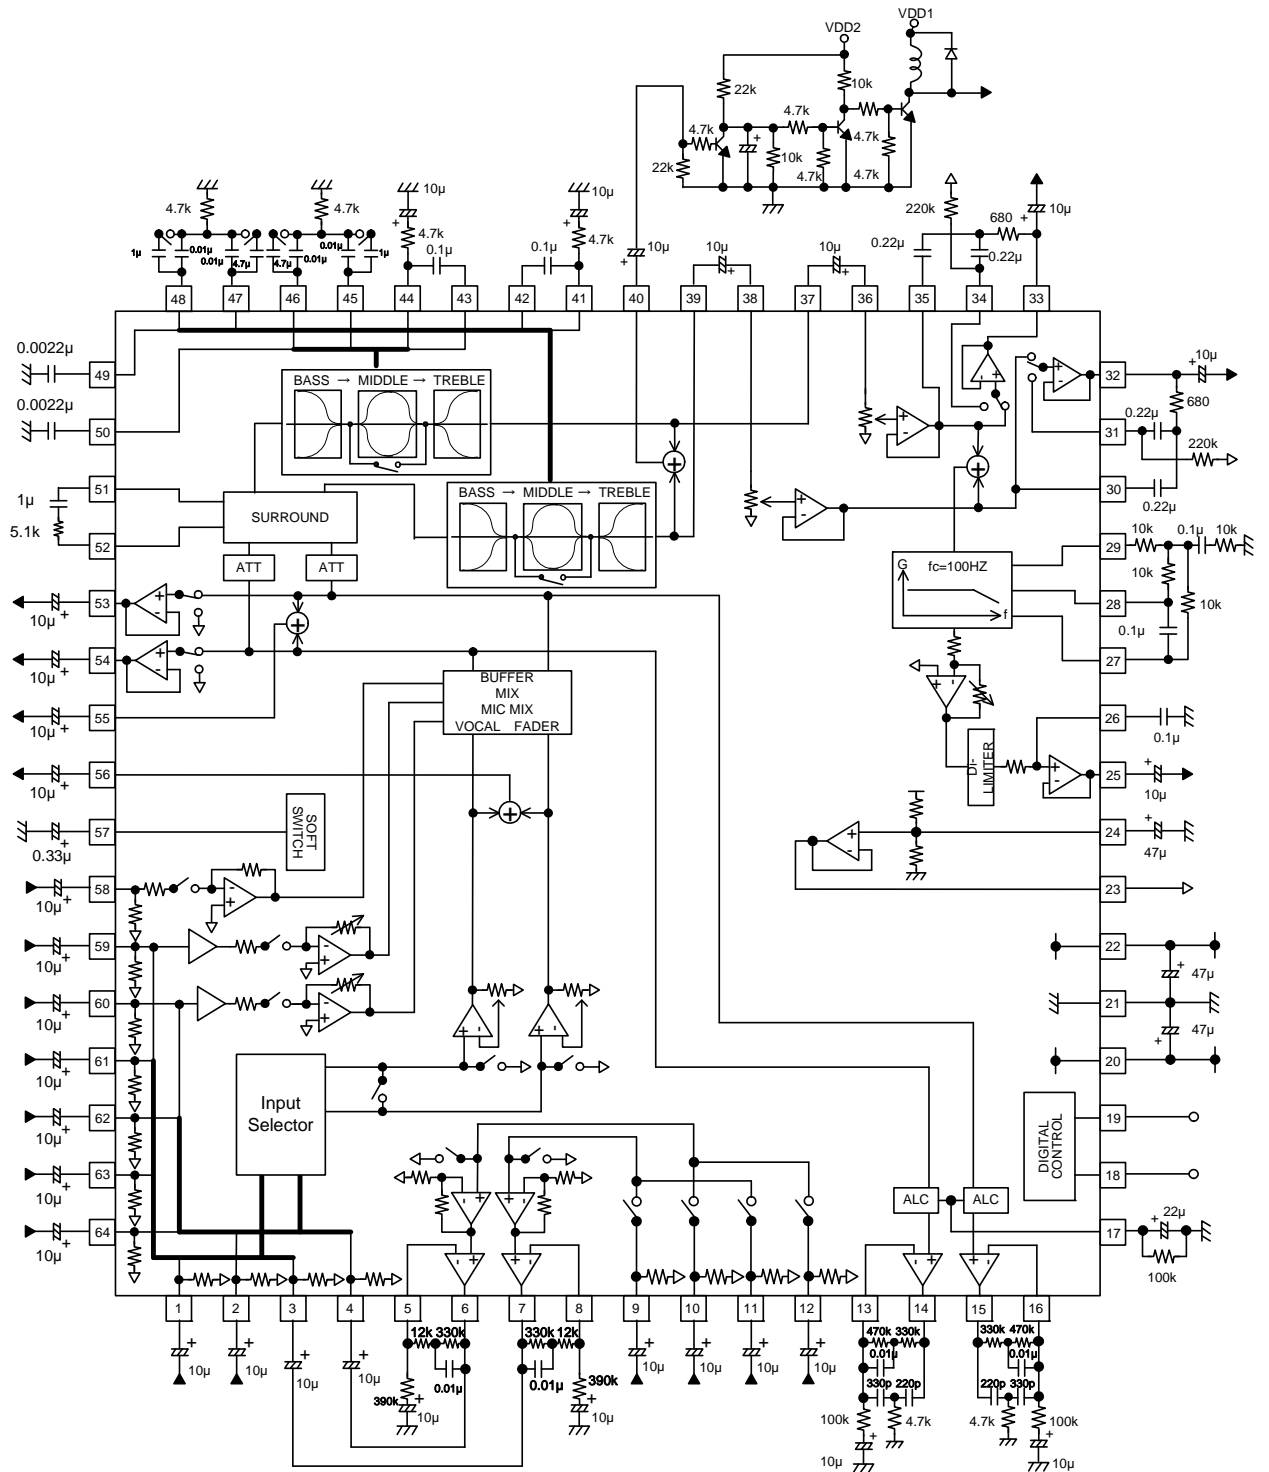 VDD1
VDD2
22k
10k
4.7k
4.7k
4.7k
22k
10k
4.7k
4.7k
4.7k
4.7k
10µ
4.7k
0.1µ
10µ
4.7k
0.1µ
1µ
0.01µ
0.01µ
4.7µ
4.7µ
0.01µ
0.01µ
1µ
10µ
10µ
10µ
220k
680
10µ
0.22µ
0.22µ
48
47
46
45
44
43
42
41
40
39
38
37
36
35
34
33
0.0022µ
49
0.0022µ
50
1µ
51
5.1k
52
BASS → MIDDLE → TREBLE
BASS → MIDDLE → TREBLE
SURROUND
ATT
ATT
10µ
32
680
0.22µ
31
220k
30
0.22µ
29
10k
0.1µ
10k
10k
28
10k
0.1µ
27
G
fc=100HZ
f
53
10µ
54
10µ
55
10µ
56
10µ
57
0.33µ
58
10µ
59
10µ
60
10µ
61
10µ
62
10µ
63
10µ
64
10µ
BUFFER
MIX
MIC MIX
VOCAL FADER
SOFT
SWITCH
DI-
LIMITER
26
0.1µ
25
10µ
24
47µ
23
22
47µ
21
47µ
20
19
18
DIGITAL
CONTROL
17
22µ
100k
Input
Selector
ALC
ALC
1
2
3
4
5
6
7
8
9
10
11
12
13
14
15
16
10µ
10µ
10µ
10µ
12k
330k
0.01µ
390k
10µ
330k
12k
0.01µ
390k
10µ
10µ
10µ
10µ
10µ
470k
330k
0.01µ
330p
220p
100k
4.7k
10µ
330k
470k
0.01µ
220p
330p
4.7k
100k
10µ